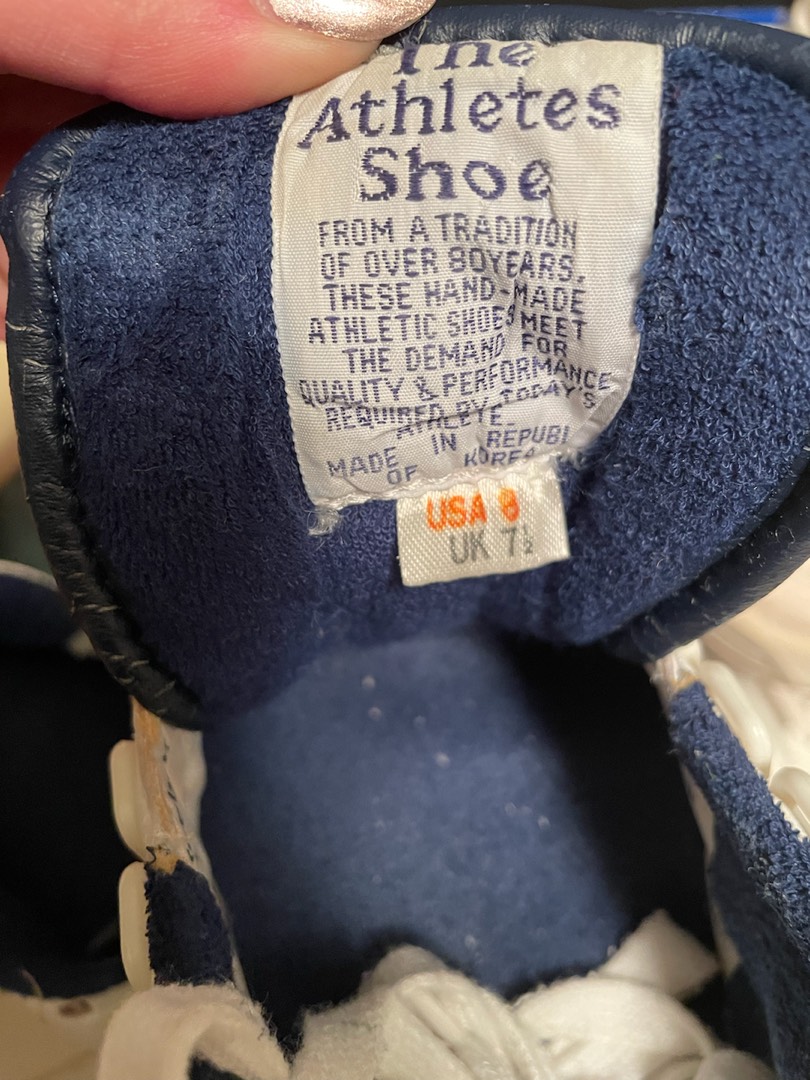 The
Athletes
Shoe
FROM A TRADITION
OF OVER 80 YEARS,
THESE HAND-MADE
ATHLETIC SHOES MEET
THE DEMAND FOR
QUALITY & PERFORMANCE
REQUIRED BY TODAY'S
ATHLETE.
MADE IN REPUBL
OF KOREA
USA 8
UK 7½